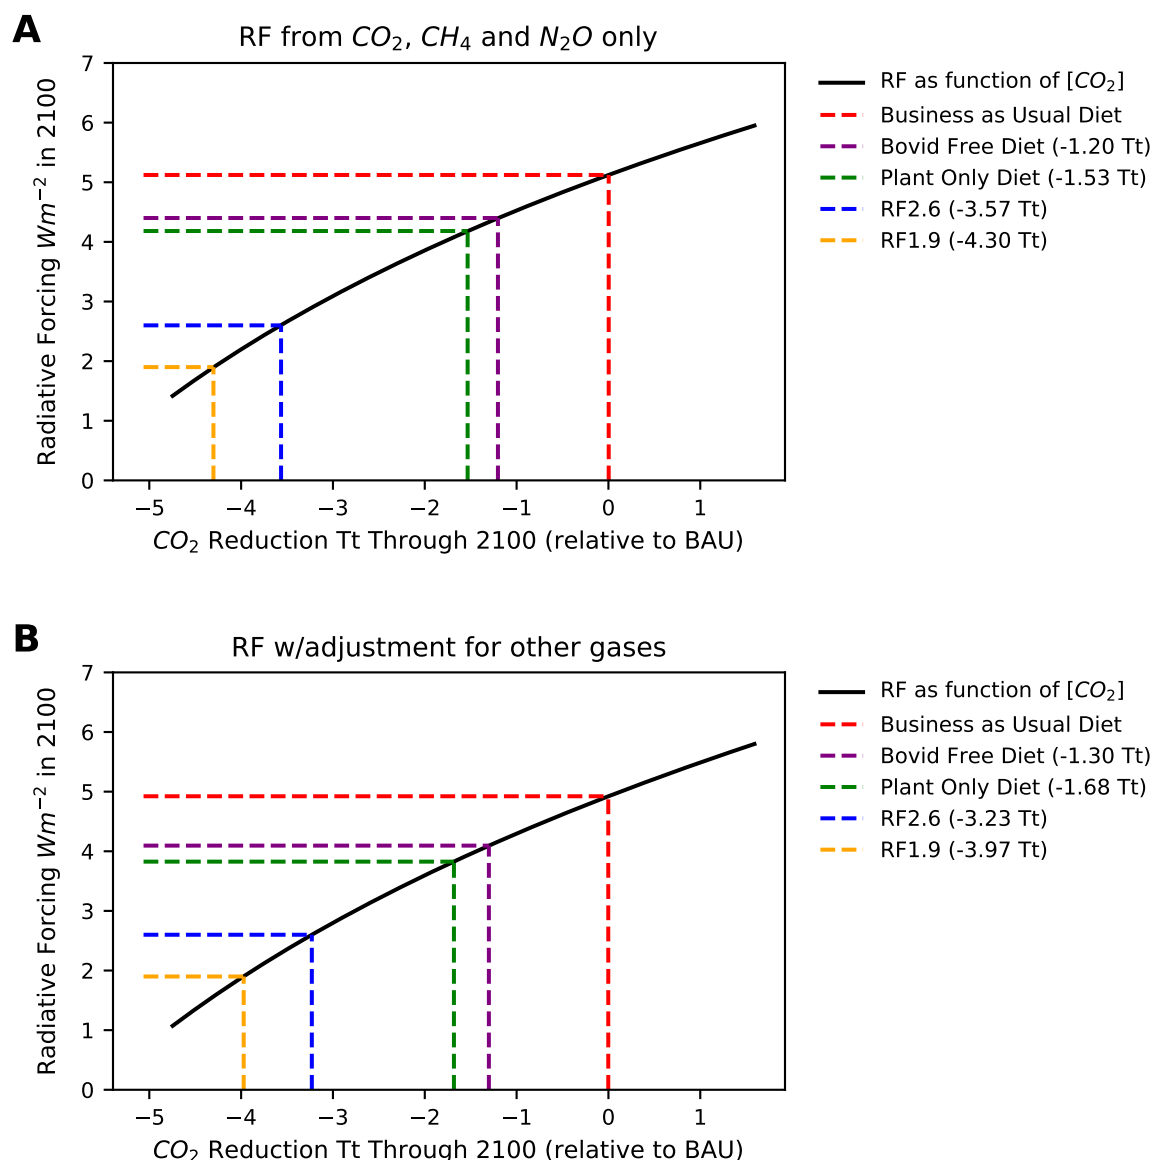 A
RF from CO₂, CH₄ and N₂O only
Radiative Forcing Wm⁻² in 2100
7
6
5
4
3
2
1
0
−5 −4 −3 −2 −1 0 1
CO₂ Reduction Tt Through 2100 (relative to BAU)
RF as function of [CO₂]
Business as Usual Diet
Bovid Free Diet (-1.20 Tt)
Plant Only Diet (-1.53 Tt)
RF2.6 (-3.57 Tt)
RF1.9 (-4.30 Tt)
B
RF w/adjustment for other gases
Radiative Forcing Wm⁻² in 2100
7
6
5
4
3
2
1
0
−5 −4 −3 −2 −1 0 1
CO₂ Reduction Tt Through 2100 (relative to BAU)
RF as function of [CO₂]
Business as Usual Diet
Bovid Free Diet (-1.30 Tt)
Plant Only Diet (-1.68 Tt)
RF2.6 (-3.23 Tt)
RF1.9 (-3.97 Tt)